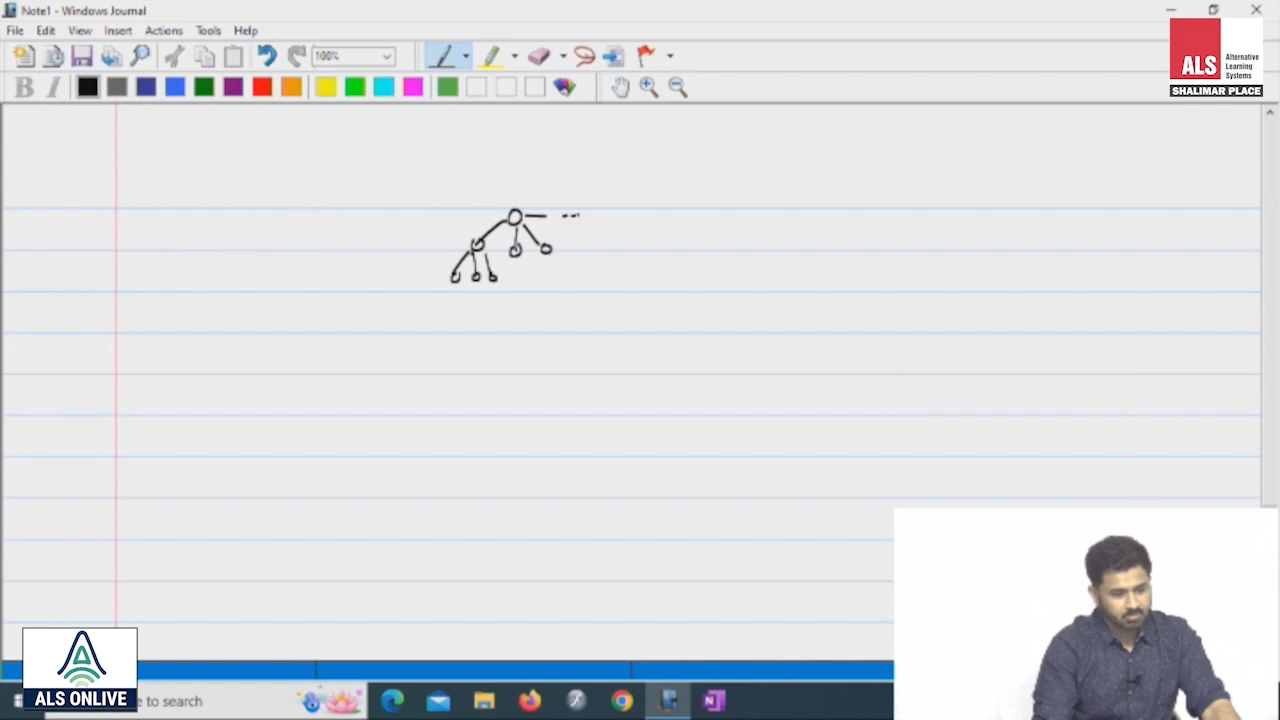 Note1 - Windows Journal
File Edit View Insert Actions Tools Help
100%
B I
ALS
Alternative
Learning
Systems
SHALIMAR PLACE
ALS ONLIVE
e to search
N